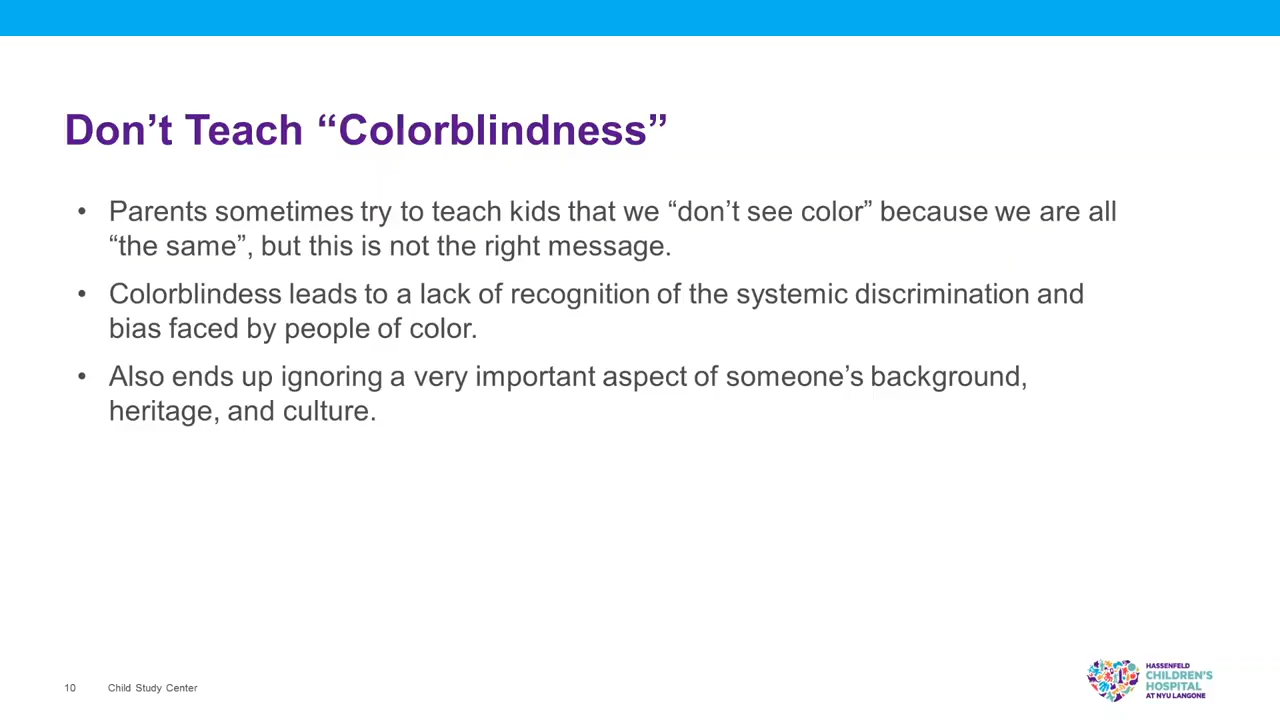 Don’t Teach “Colorblindness”
• Parents sometimes try to teach kids that we “don’t see color” because we are all
“the same”, but this is not the right message.
• Colorblindess leads to a lack of recognition of the systemic discrimination and
bias faced by people of color.
• Also ends up ignoring a very important aspect of someone’s background,
heritage, and culture.
10 Child Study Center
HASSENFELD
CHILDREN'S
HOSPITAL
AT NYU LANGONE